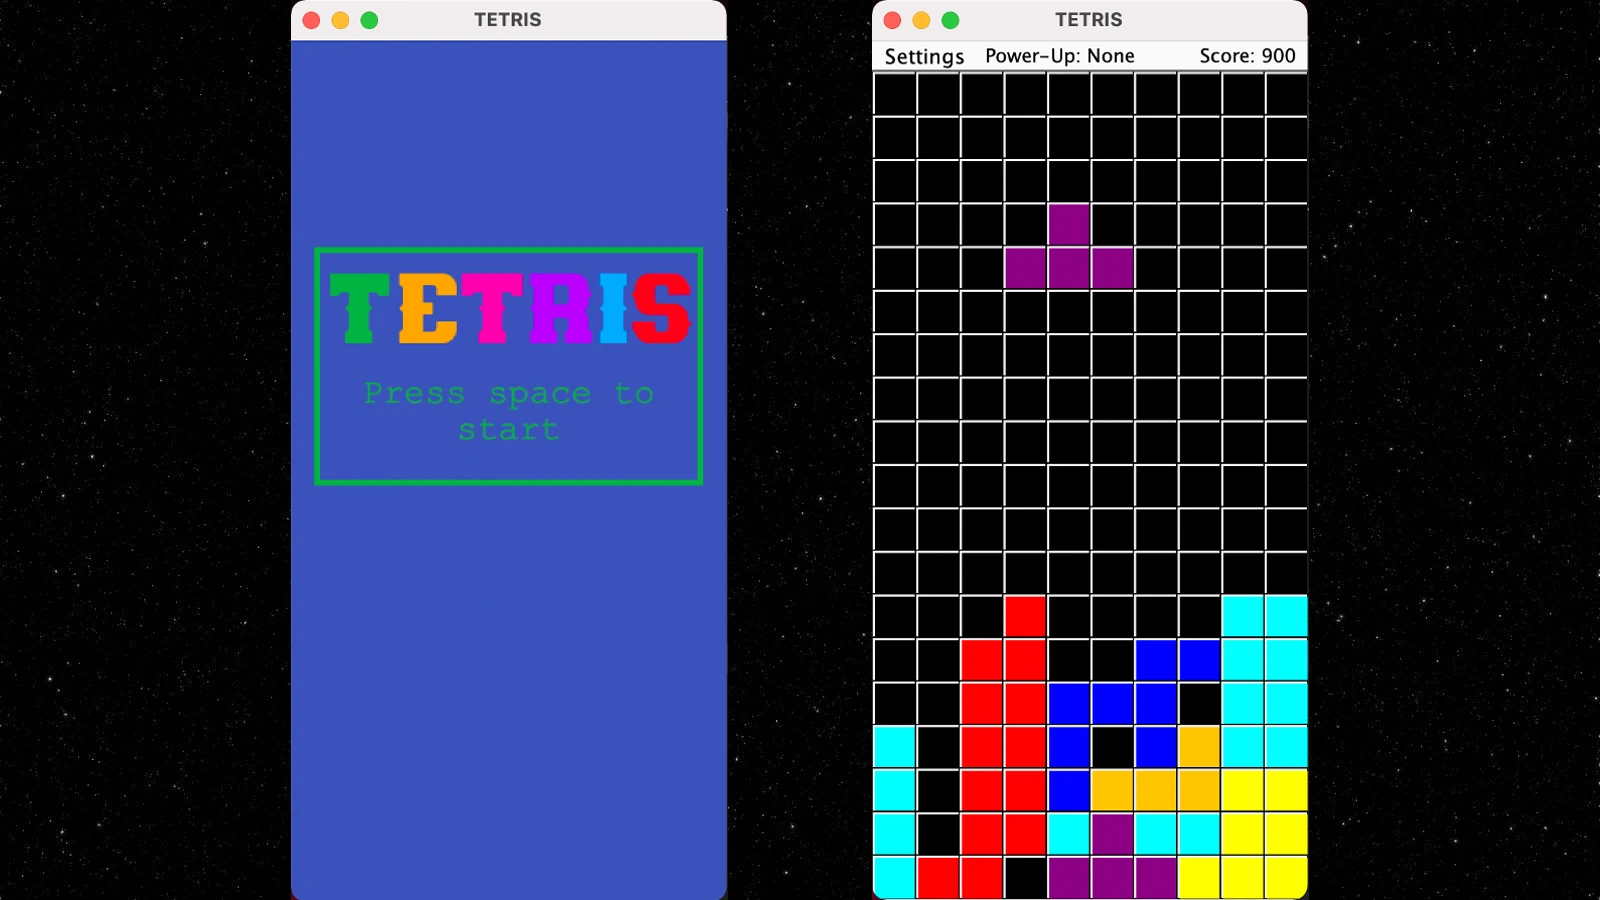 TETRIS
TETRIS
Press space to
start
TETRIS
Settings Power-Up: None Score: 900